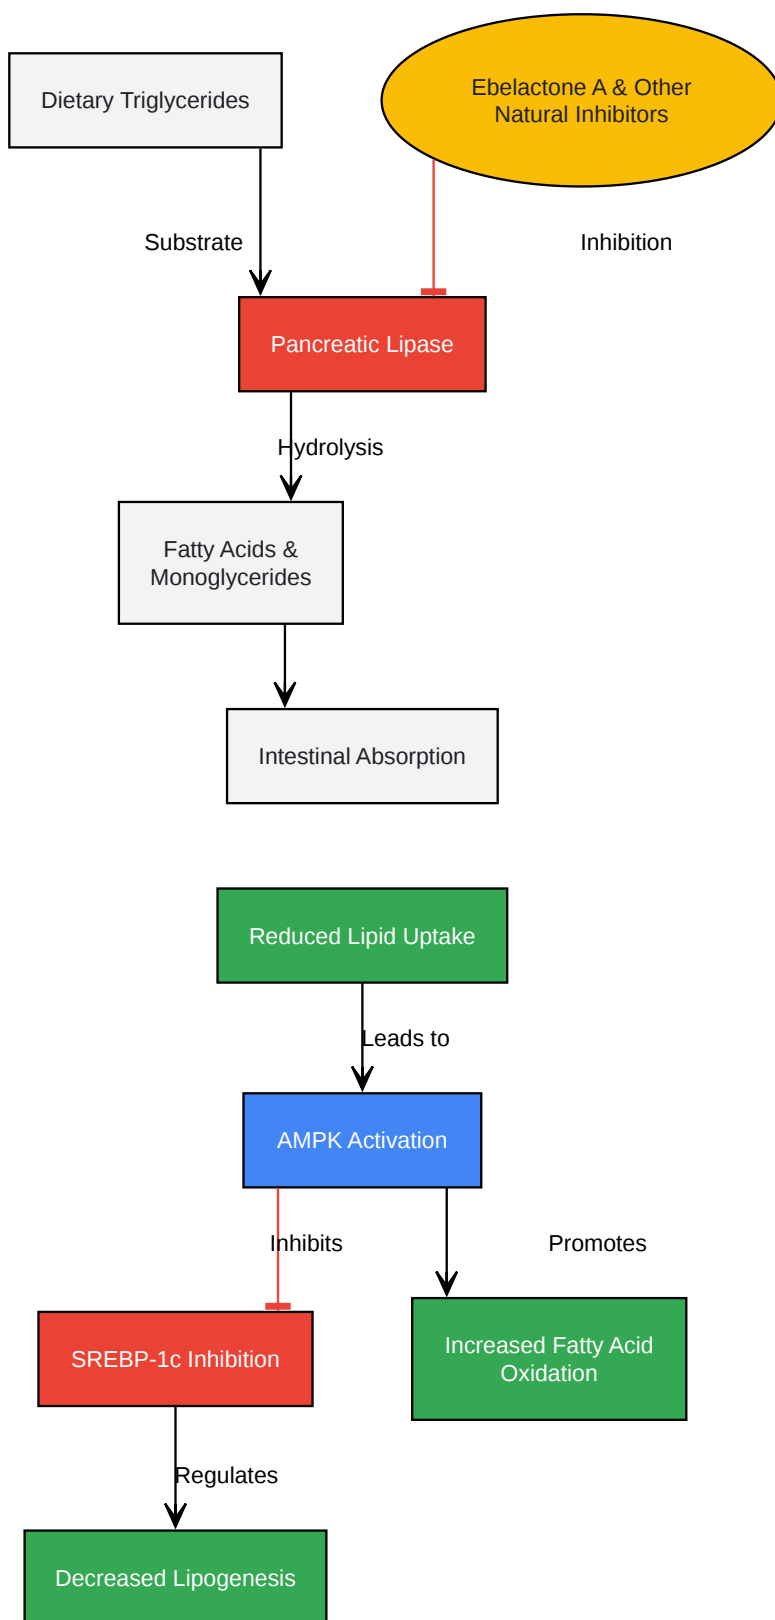 Dietary Triglycerides
Ebelactone A & Other
Natural Inhibitors
Substrate
Inhibition
Pancreatic Lipase
Hydrolysis
Fatty Acids &
Monoglycerides
Intestinal Absorption
Reduced Lipid Uptake
Leads to
AMPK Activation
Inhibits
Promotes
SREBP-1c Inhibition
Increased Fatty Acid
Oxidation
Regulates
Decreased Lipogenesis